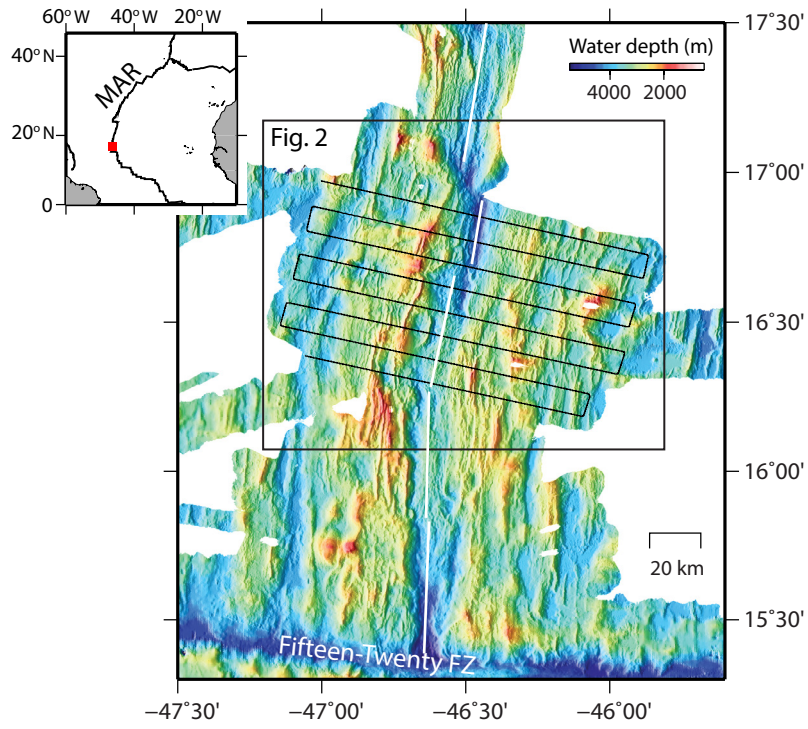 60°W 40° 20°W
40°N
20°N
0
MAR
17°30'
Water depth (m)
4000 2000
Fig. 2
17°00'
16°30'
16°00'
20 km
15°30'
Fifteen-Twenty FZ
−47°30' −47°00' −46°30' −46°00'